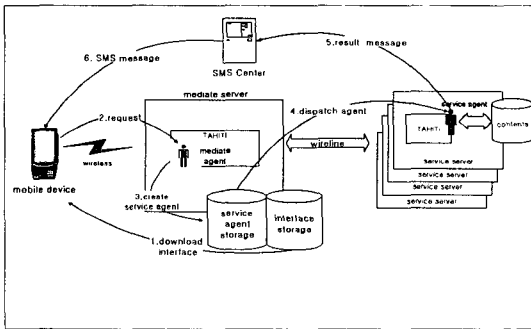 6. SMS message
5.result message
SMS Center
mediate server
service agent
2.request
4.dispatch agent
TAHITI
TAHITI
contents
mediate
agent
wireless
wireline
mobile device
service server
service server
service server
service server
3.create
service agent
service
agent
storage
interface
storage
1.download
interface